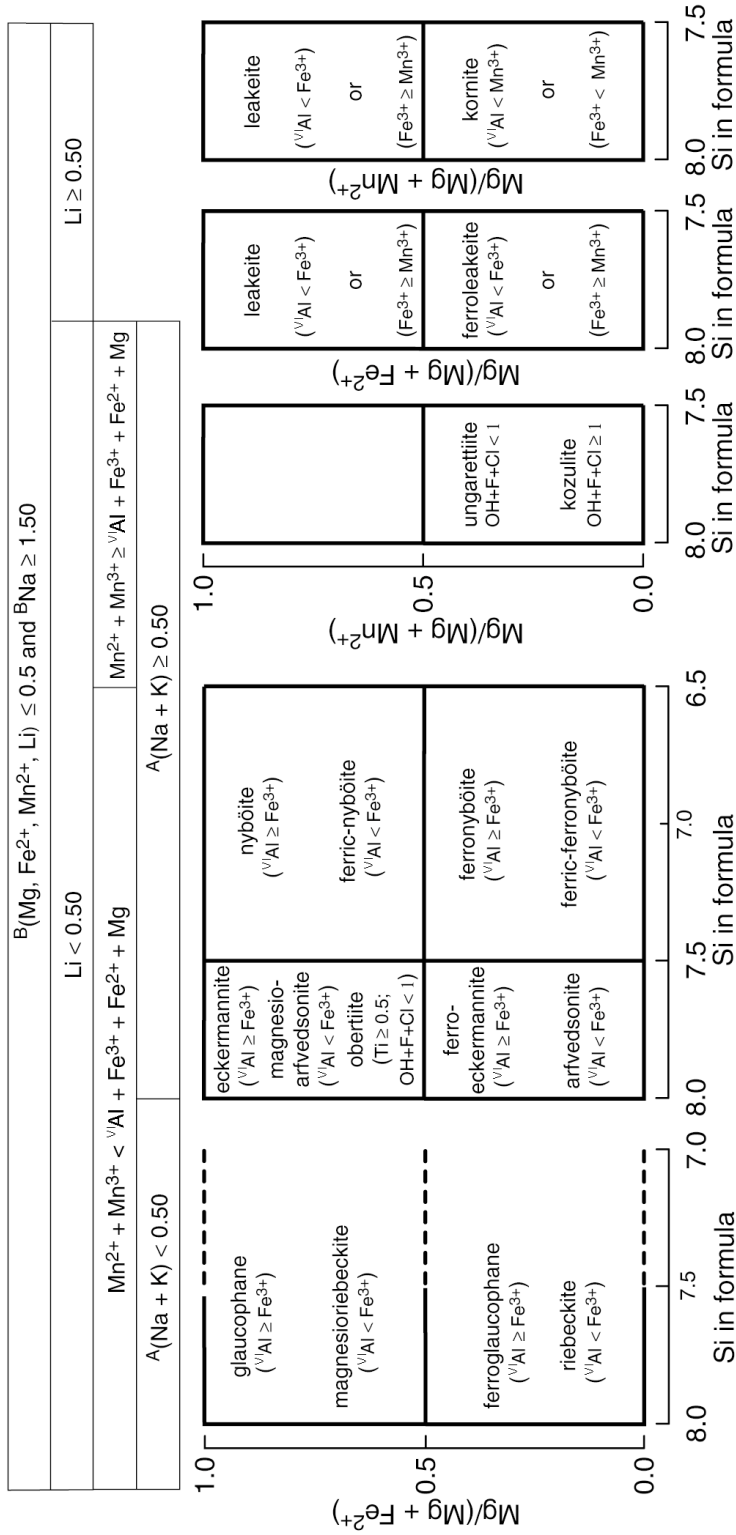 B(Mg, Fe2+, Mn2+, Li) ≤ 0.5 and BNa ≥ 1.50
Li < 0.50
Li ≥ 0.50
Mn2+ + Mn3+ < VIAl + Fe3+ + Fe2+ + Mg
Mn2+ + Mn3+ ≥ VIAl + Fe3+ + Fe2+ + Mg
A(Na + K) < 0.50
A(Na + K) ≥ 0.50
Mg/(Mg + Fe2+)
1.0
0.5
0.0
glaucophane
(VIAl ≥ Fe3+)
magnesioriebeckite
(VIAl < Fe3+)
ferroglaucophane
(VIAl ≥ Fe3+)
riebeckite
(VIAl < Fe3+)
8.0
7.5
7.0
Si in formula
eckermannite
(VIAl ≥ Fe3+)
magnesio-
arfvedsonite
(VIAl < Fe3+)
obertiite
(Ti ≥ 0.5;
OH+F+Cl < 1)
nyböite
(VIAl ≥ Fe3+)
ferric-nyböite
(VIAl < Fe3+)
ferro-
eckermannite
(VIAl ≥ Fe3+)
arfvedsonite
(VIAl < Fe3+)
ferronyböite
(VIAl ≥ Fe3+)
ferric-ferronyböite
(VIAl < Fe3+)
8.0
7.5
7.0
6.5
Si in formula
Mg/(Mg + Mn2+)
1.0
0.5
0.0
ungarettiite
OH+F+Cl < 1
kozulite
OH+F+Cl ≥ 1
8.0
7.5
Si in formula
Mg/(Mg + Fe2+)
leakeite
(VIAl < Fe3+)
or
(Fe3+ ≥ Mn3+)
ferroleakeite
(VIAl < Fe3+)
or
(Fe3+ ≥ Mn3+)
8.0
7.5
Si in formula
Mg/(Mg + Mn2+)
leakeite
(VIAl < Fe3+)
or
(Fe3+ ≥ Mn3+)
kornite
(VIAl < Mn3+)
or
(Fe3+ < Mn3+)
8.0
7.5
Si in formula